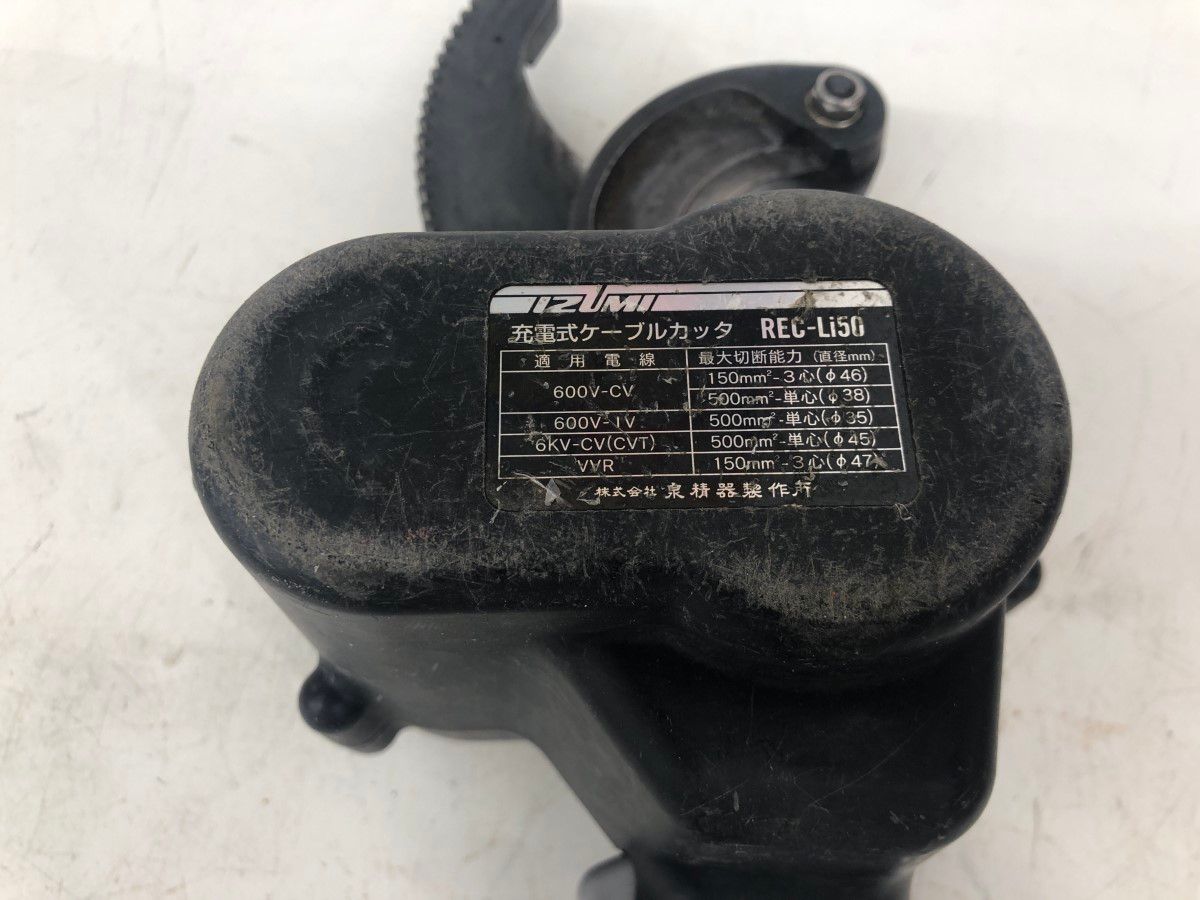 IZUMI
充電式ケーブルカッタ REC-Li50
適用電線 最大切断能力(直径mm)
600V-CV 150mm²-3心(φ46)
500mm²-単心(φ38)
600V-IV 500mm²-単心(φ35)
6KV-CV(CVT) 500mm²-単心(φ45)
VVR 150mm²-3心(φ47)
株式会社 泉精器製作所